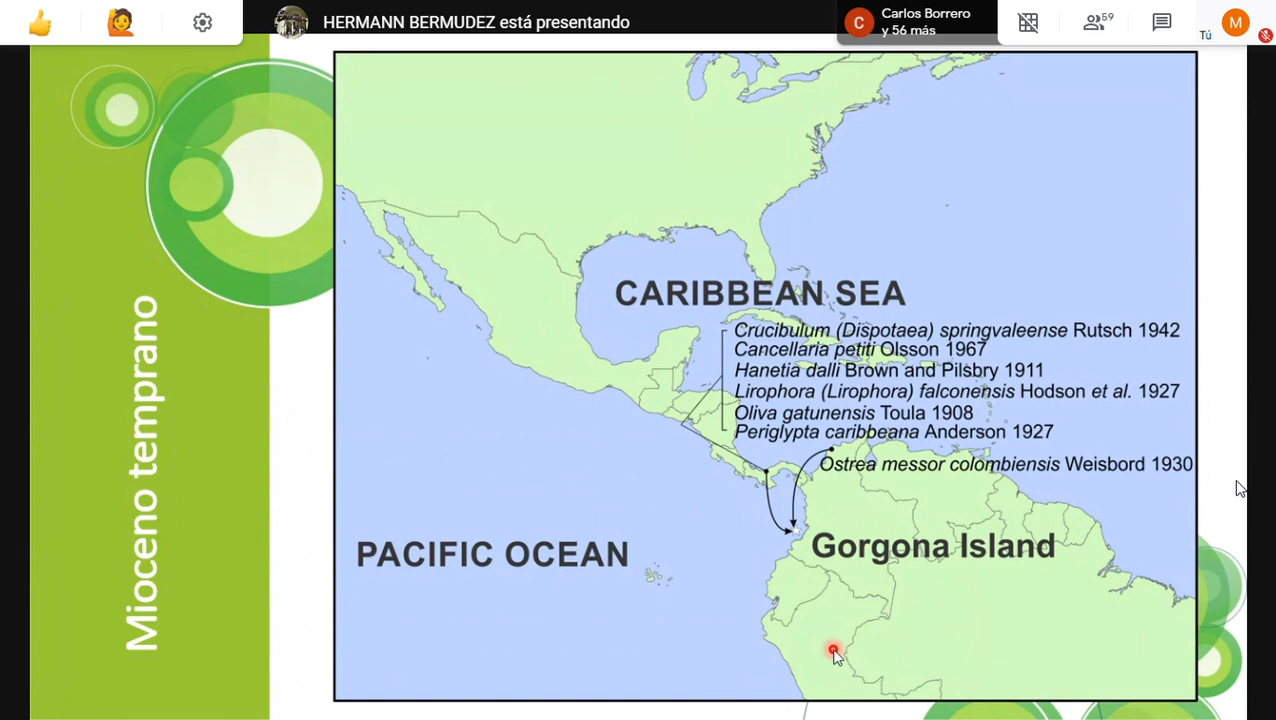 HERMANN BERMUDEZ está presentando
C
Carlos Borrero
y 56 más
59
M
Tú
Mioceno temprano
CARIBBEAN SEA
Crucibulum (Dispotaea) springvaleense Rutsch 1942
Cancellaria petiti Olsson 1967
Hanetia dalli Brown and Pilsbry 1911
Lirophora (Lirophora) falconensis Hodson et al. 1927
Oliva gatunensis Toula 1908
Periglypta caribbeana Anderson 1927
Ostrea messor colombiensis Weisbord 1930
PACIFIC OCEAN
Gorgona Island